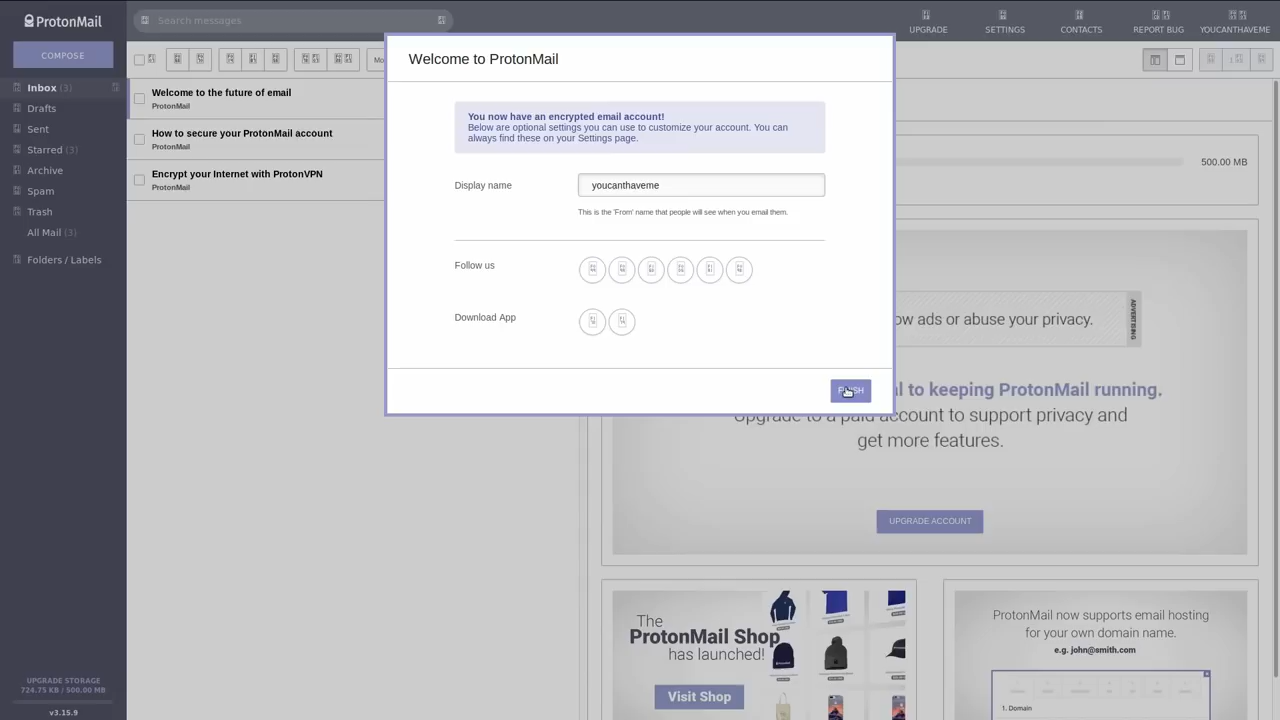 ProtonMail
Search messages
UPGRADE
SETTINGS
CONTACTS
REPORT BUG
YOUCANTHAVEME
COMPOSE
Mo
Inbox (3)
Drafts
Sent
Starred (3)
Archive
Spam
Trash
All Mail (3)
Folders / Labels
UPGRADE STORAGE
724.75 KB / 500.00 MB
v3.15.9
Welcome to the future of email
ProtonMail
How to secure your ProtonMail account
ProtonMail
Encrypt your Internet with ProtonVPN
ProtonMail
Welcome to ProtonMail
You now have an encrypted email account!
Below are optional settings you can use to customize your account. You can
always find these on your Settings page.
Display name
youcanthaveme
This is the 'From' name that people will see when you email them.
Follow us
Download App
500.00 MB
ow ads or abuse your privacy.
ADVERTISING
al to keeping ProtonMail running.
Upgrade to a paid account to support privacy and
get more features.
UPGRADE ACCOUNT
The
ProtonMail Shop
has launched!
Visit Shop
ProtonMail now supports email hosting
for your own domain name.
e.g. john@smith.com
1. Domain